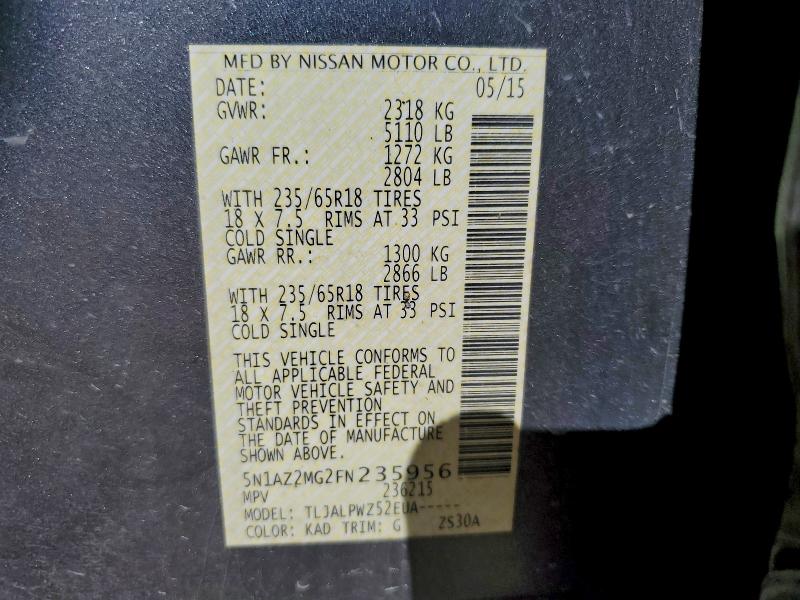 MFD BY NISSAN MOTOR CO., LTD.
DATE: 05/15
GVWR: 2318 KG
5110 LB
GAWR FR.: 1272 KG
2804 LB
WITH 235/65R18 TIRES
18 X 7.5 RIMS AT 33 PSI
COLD SINGLE
GAWR RR.: 1300 KG
2866 LB
WITH 235/65R18 TIRES
18 X 7.5 RIMS AT 33 PSI
COLD SINGLE
THIS VEHICLE CONFORMS TO
ALL APPLICABLE FEDERAL
MOTOR VEHICLE SAFETY AND
THEFT PREVENTION
STANDARDS IN EFFECT ON
THE DATE OF MANUFACTURE
SHOWN ABOVE.
5N1AZ2MG2FN235956
MPV 236215
MODEL: TLJALPWZ52EUA-----
COLOR: KAD TRIM: G ZS30A